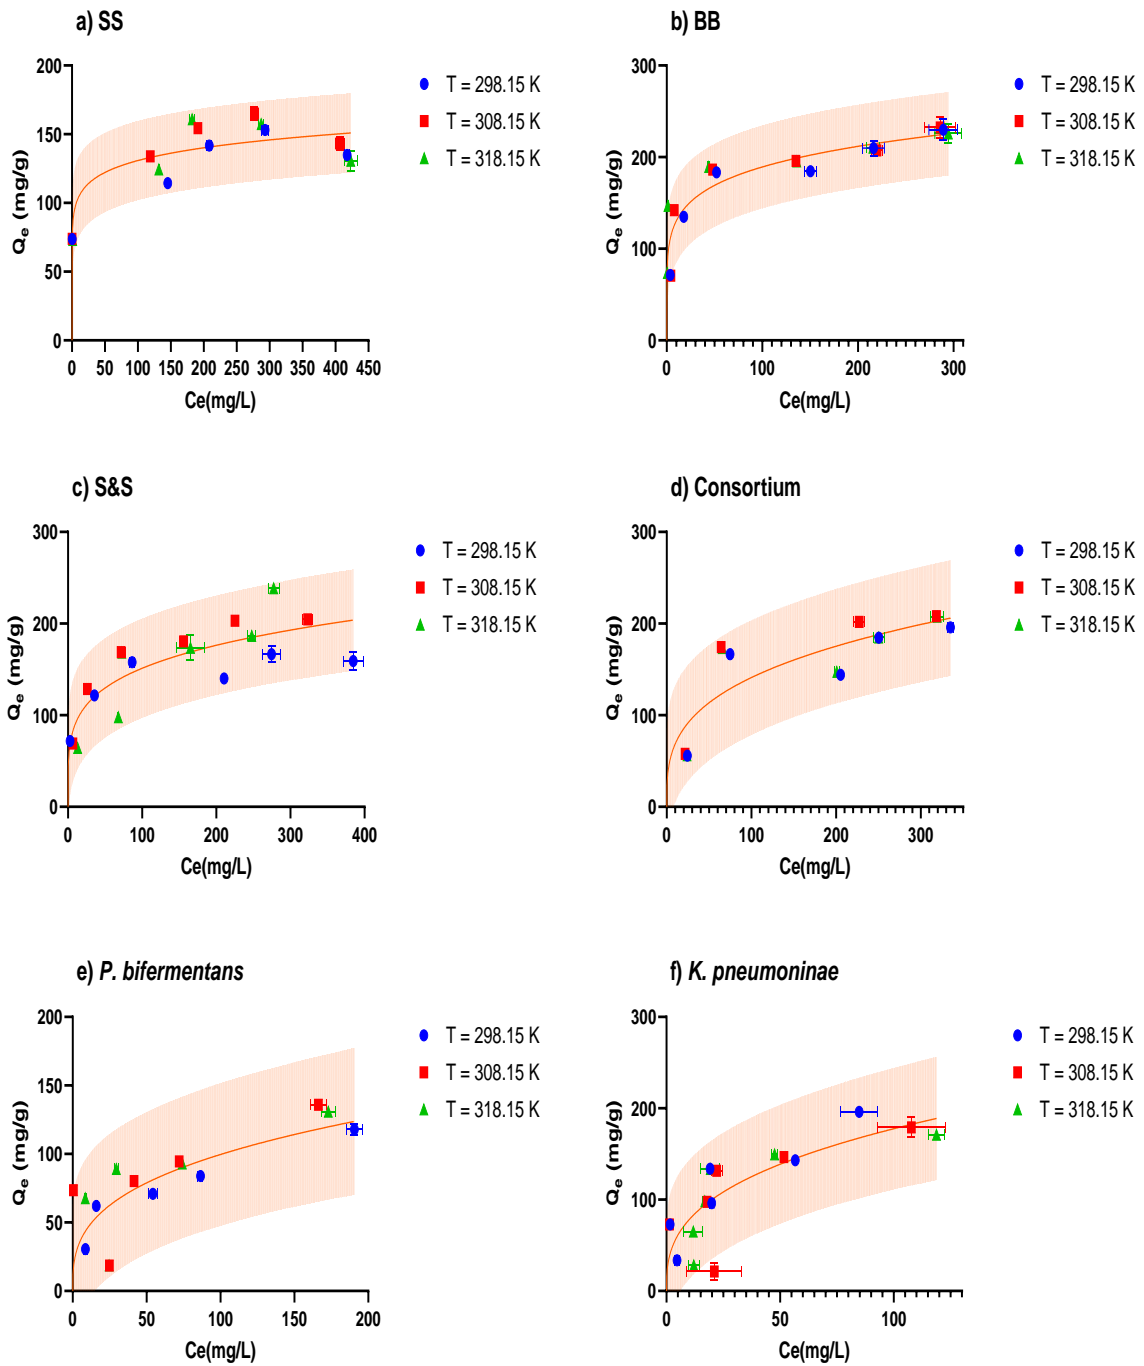 a) SS
200
150
100
50
0
Q_e (mg/g)
0 50 100 150 200 250 300 350 400 450
Ce(mg/L)
T = 298.15 K
T = 308.15 K
T = 318.15 K
b) BB
300
200
100
0
Q_e (mg/g)
0 100 200 300
Ce(mg/L)
T = 298.15 K
T = 308.15 K
T = 318.15 K
c) S&S
300
200
100
0
Q_e (mg/g)
0 100 200 300 400
Ce(mg/L)
T = 298.15 K
T = 308.15 K
T = 318.15 K
d) Consortium
300
200
100
0
Q_e (mg/g)
0 100 200 300
Ce(mg/L)
T = 298.15 K
T = 308.15 K
T = 318.15 K
e) P. bifermentans
200
150
100
50
0
Q_e (mg/g)
0 50 100 150 200
Ce(mg/L)
T = 298.15 K
T = 308.15 K
T = 318.15 K
f) K. pneumoninae
300
200
100
0
Q_e (mg/g)
0 50 100
Ce(mg/L)
T = 298.15 K
T = 308.15 K
T = 318.15 K